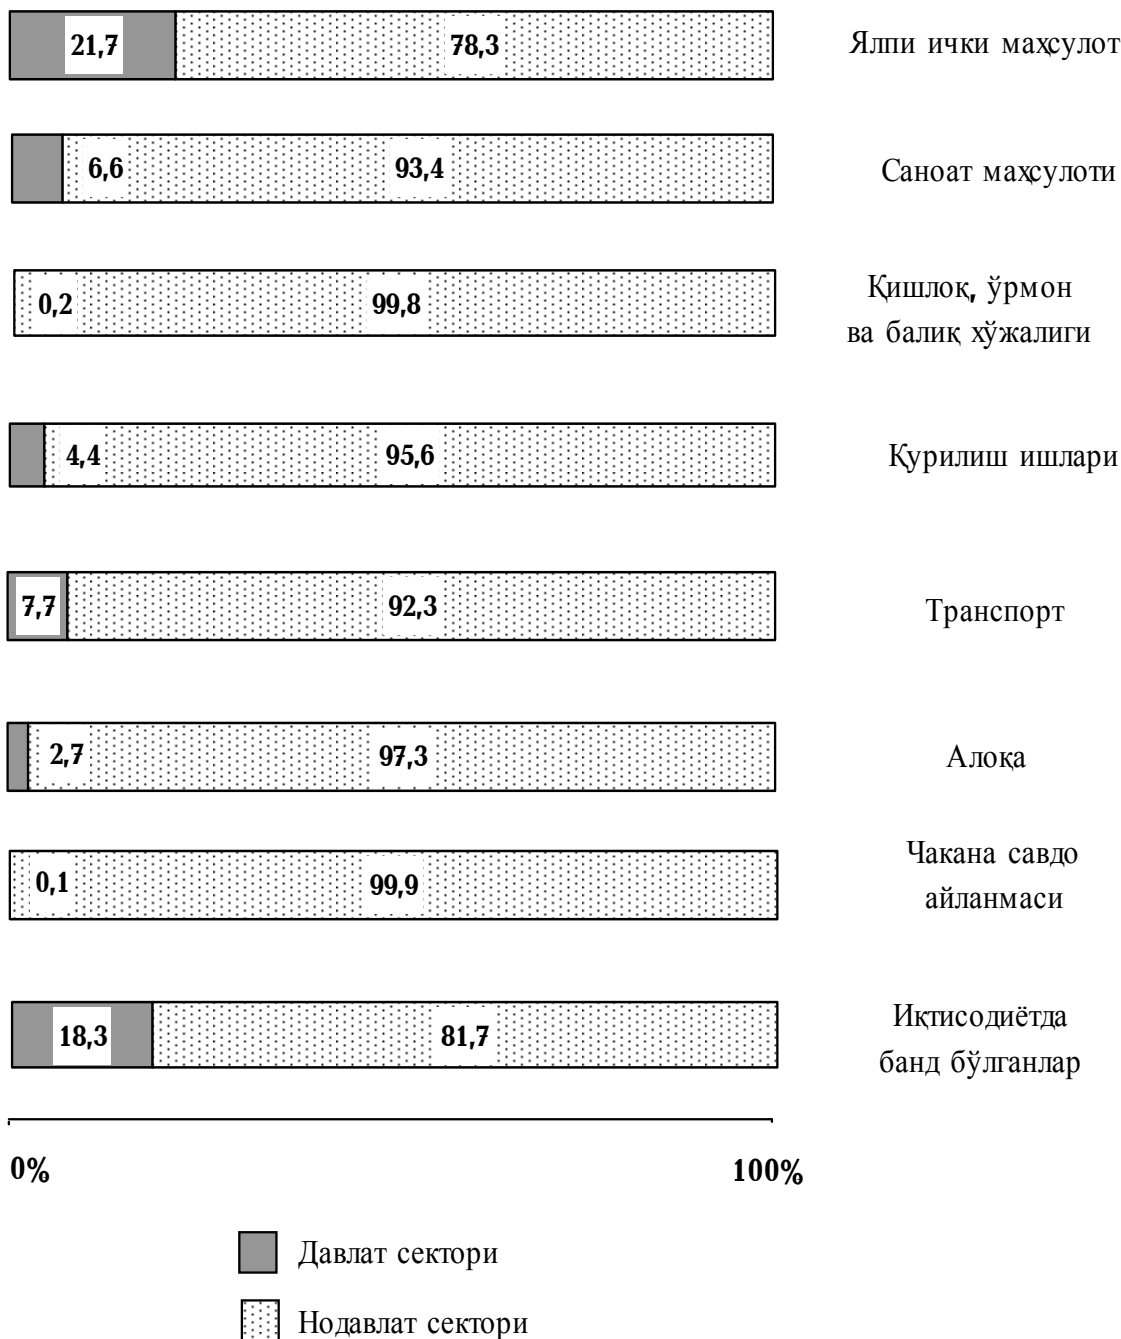 21,7 78,3 Ялпи ички маҳсулот
6,6 93,4 Саноат маҳсулоти
0,2 99,8 Қишлоқ, ўрмон
ва балиқ хўжалиги
4,4 95,6 Қурилиш ишлари
7,7 92,3 Транспорт
2,7 97,3 Алоқа
0,1 99,9 Чакана савдо
айланмаси
18,3 81,7 Иқтисодиётда
банд бўлганлар
0% 100%
Давлат сектори
Нодавлат сектори